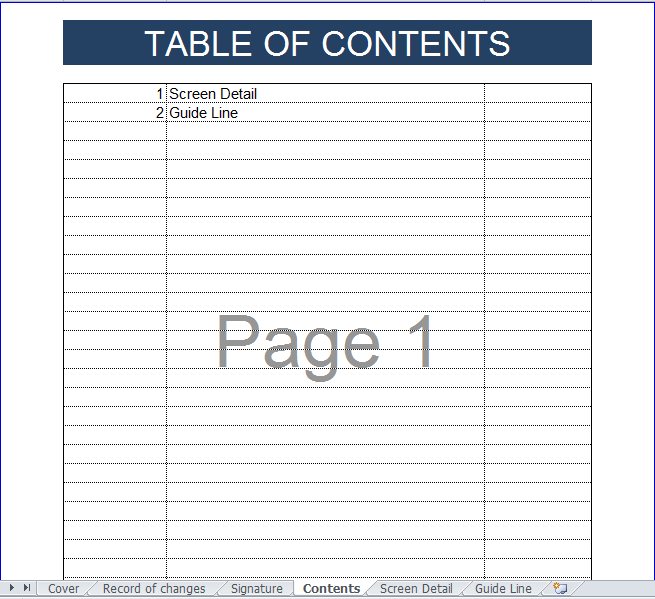 TABLE OF CONTENTS
1 Screen Detail
2 Guide Line
Page 1
Cover Record of changes Signature Contents Screen Detail Guide Line